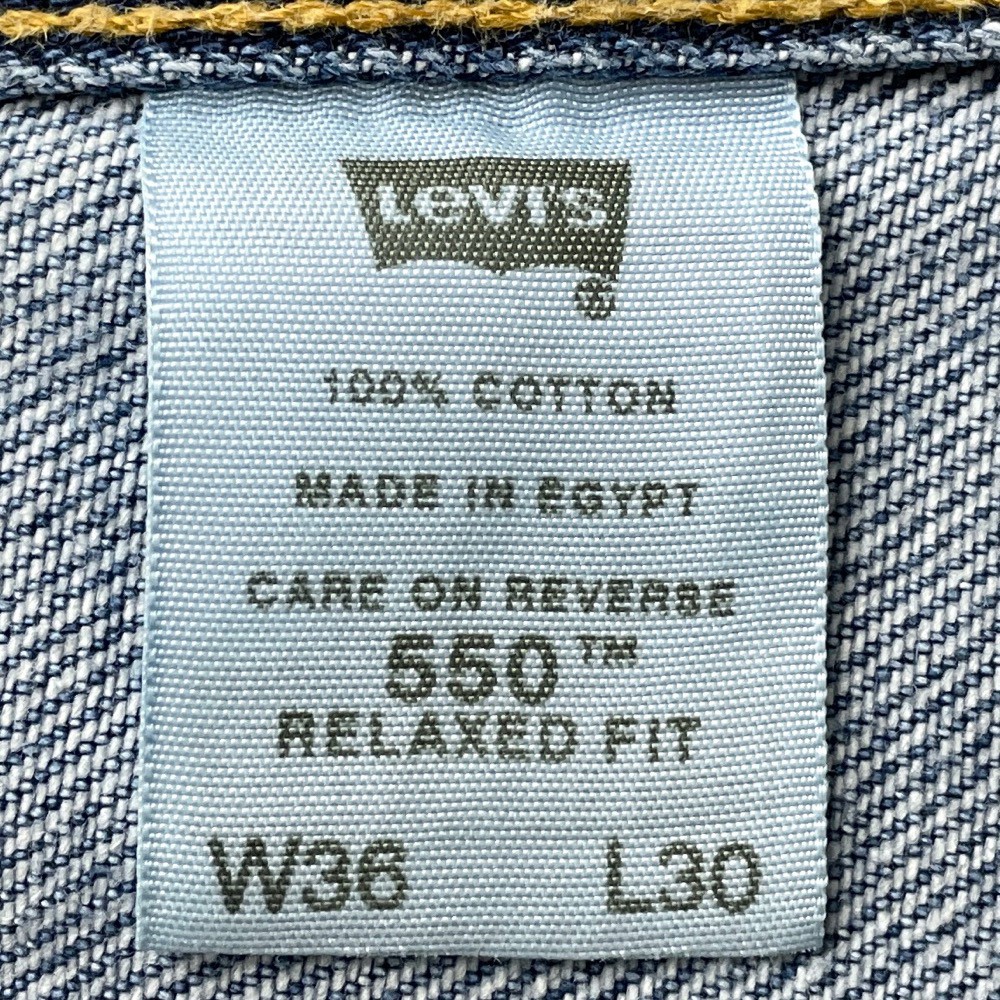 Levi's
®
100% COTTON
MADE IN EGYPT
CARE ON REVERSE
550™
RELAXED FIT
W36 L30